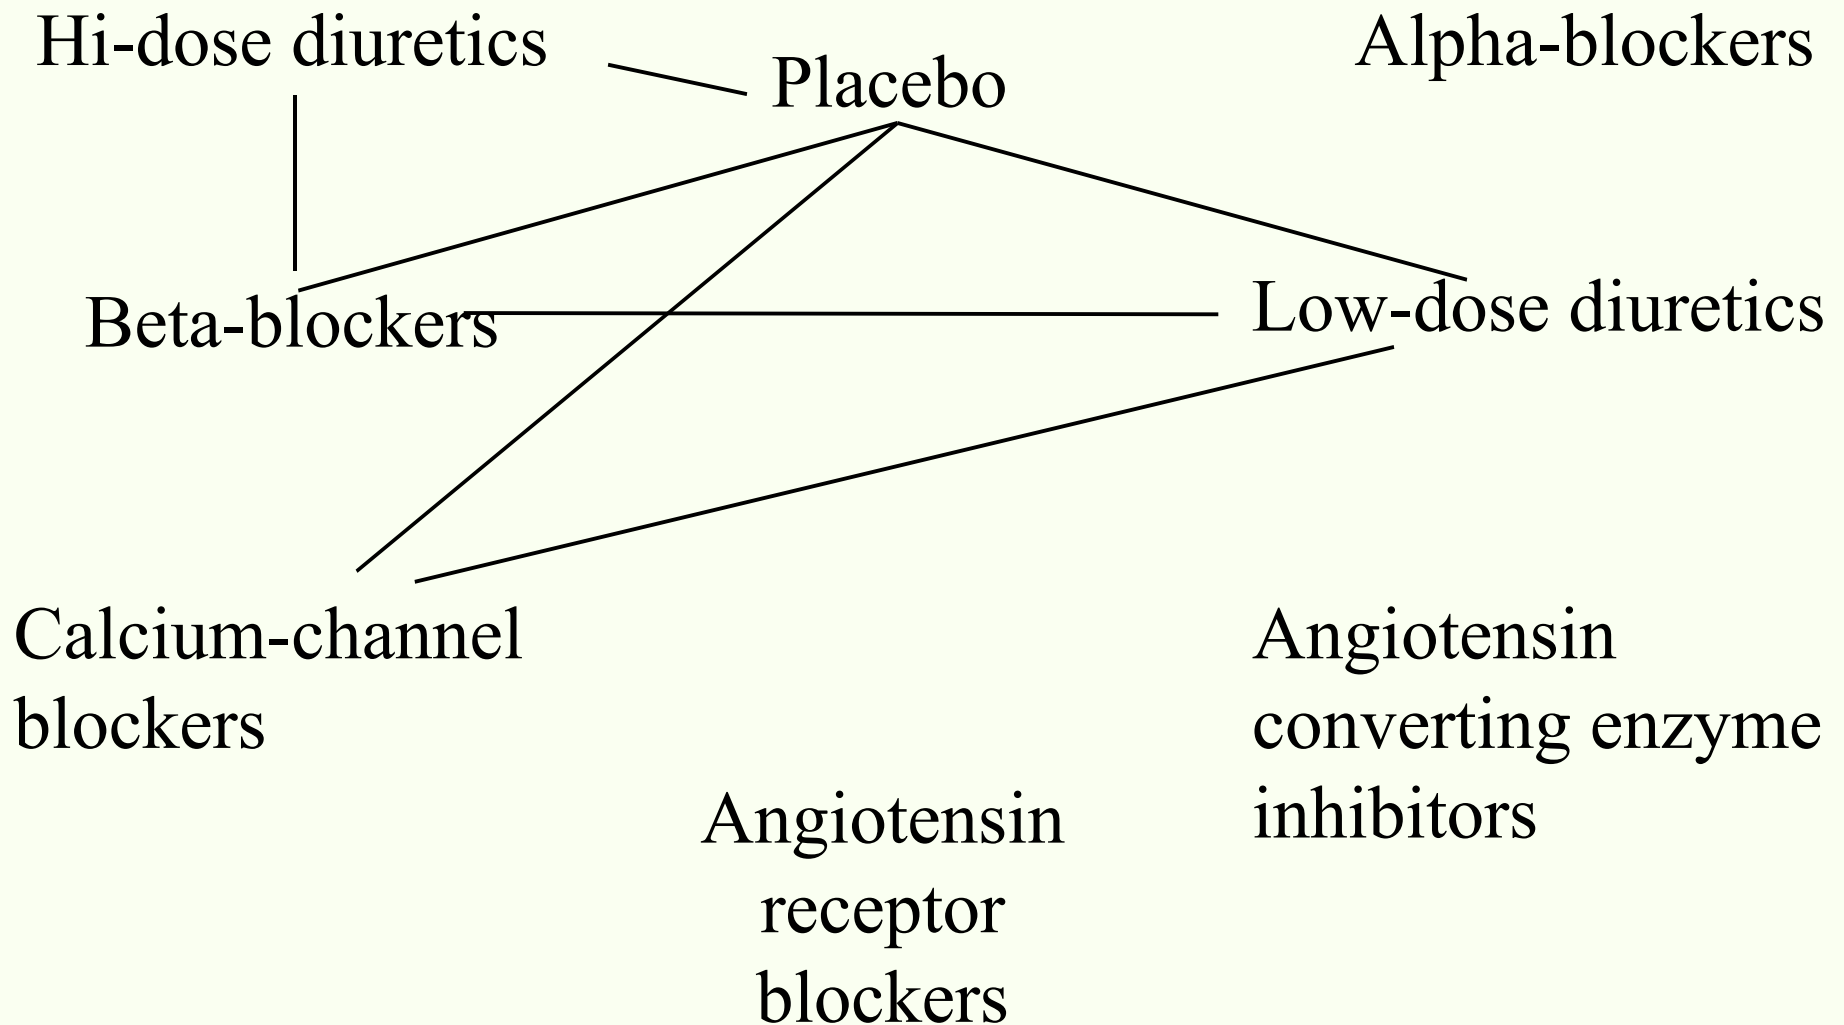 Hi-dose diuretics
Placebo
Alpha-blockers
Beta-blockers
Low-dose diuretics
Calcium-channel
blockers
Angiotensin
converting enzyme
inhibitors
Angiotensin
receptor
blockers